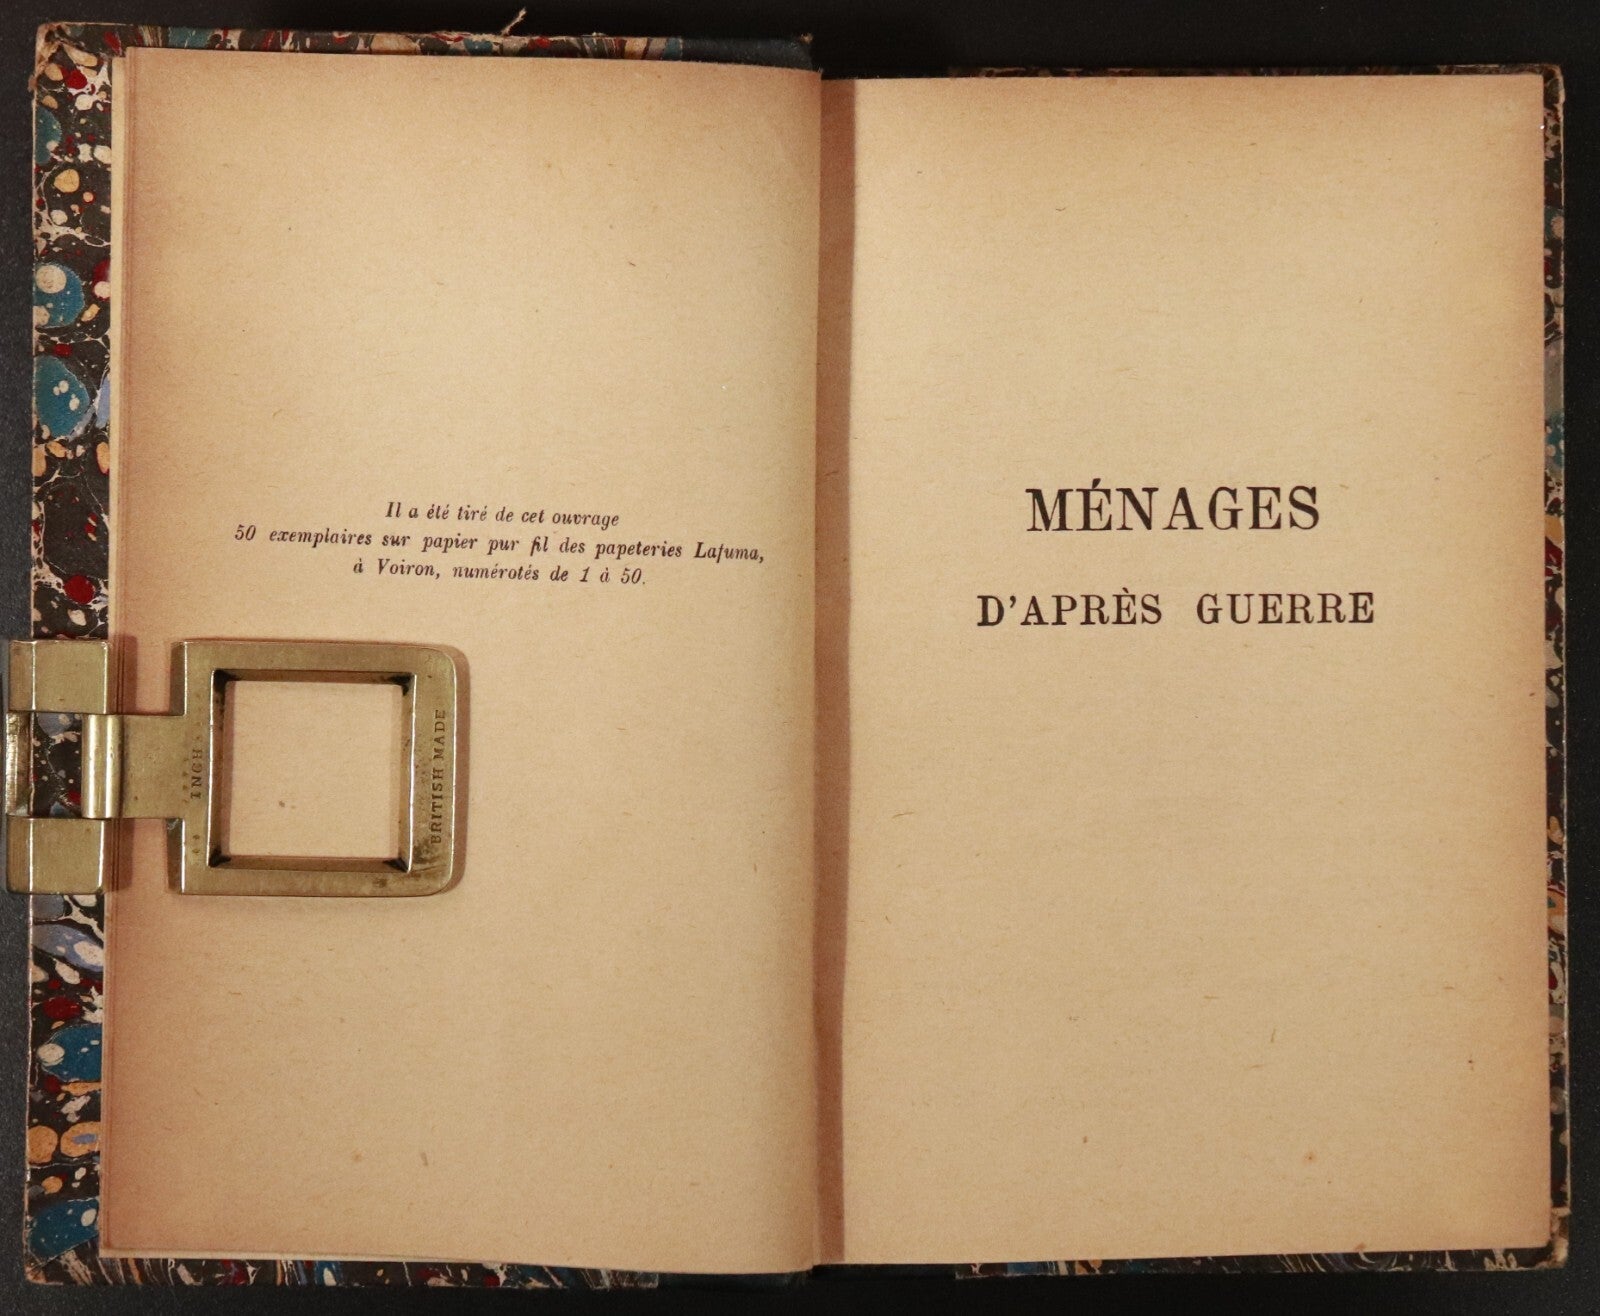 Il a été tiré de cet ouvrage
50 exemplaires sur papier pur fil des papeteries Lafuma,
à Voiron, numérotés de 1 à 50.
INCH
BRITISH MADE
MÉNAGES
D'APRÈS GUERRE